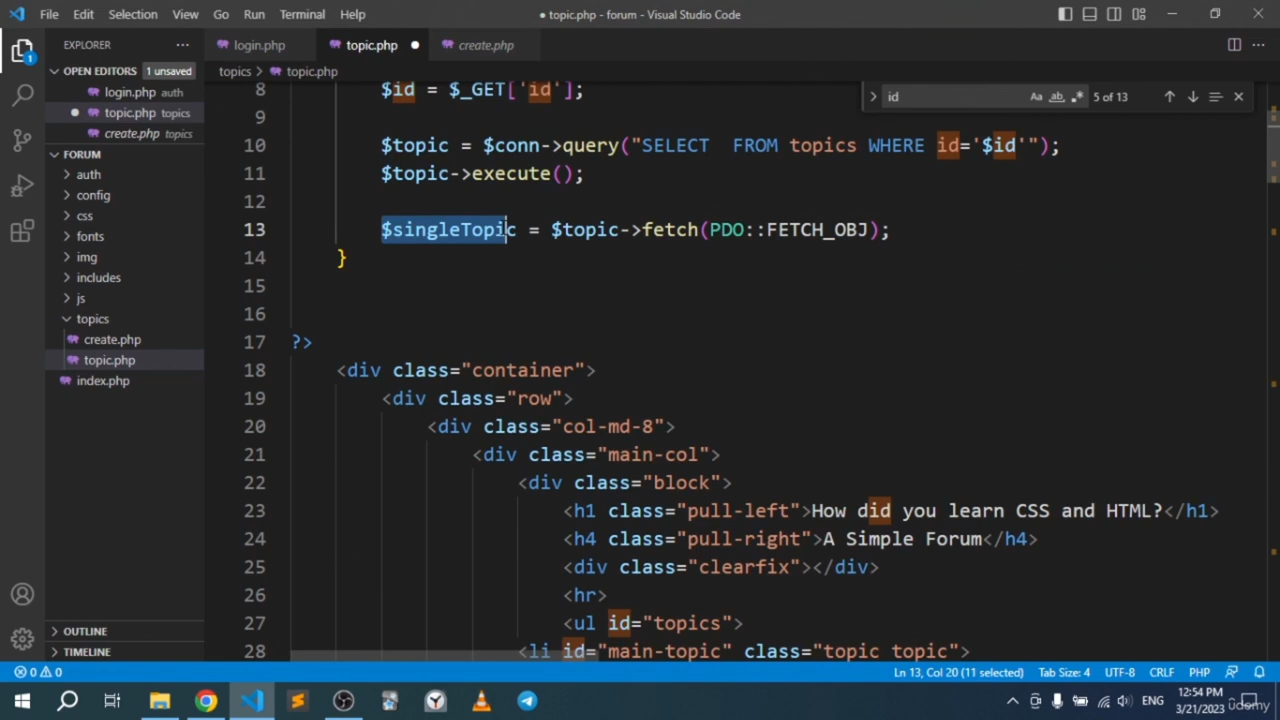 File Edit Selection View Go Run Terminal Help
● topic.php - forum - Visual Studio Code
EXPLORER
login.php
topic.php
create.php
OPEN EDITORS 1 unsaved
topics > topic.php
login.php auth
topic.php topics
create.php topics
FORUM
auth
config
css
fonts
img
includes
js
topics
create.php
topic.php
index.php
OUTLINE
TIMELINE
id
Aa ab .* 5 of 13
8 $id = $_GET['id'];
9
10 $topic = $conn->query("SELECT  FROM topics WHERE id='$id'");
11 $topic->execute();
12
13 $singleTopic = $topic->fetch(PDO::FETCH_OBJ);
14 }
15
16
17 ?>
18 <div class="container">
19 <div class="row">
20 <div class="col-md-8">
21 <div class="main-col">
22 <div class="block">
23 <h1 class="pull-left">How did you learn CSS and HTML?</h1>
24 <h4 class="pull-right">A Simple Forum</h4>
25 <div class="clearfix"></div>
26 <hr>
27 <ul id="topics">
28 <li id="main-topic" class="topic topic">
0 0 Ln 13, Col 20 (11 selected) Tab Size: 4 UTF-8 CRLF PHP
ENG 12:54 PM
3/21/2023
udemy
1